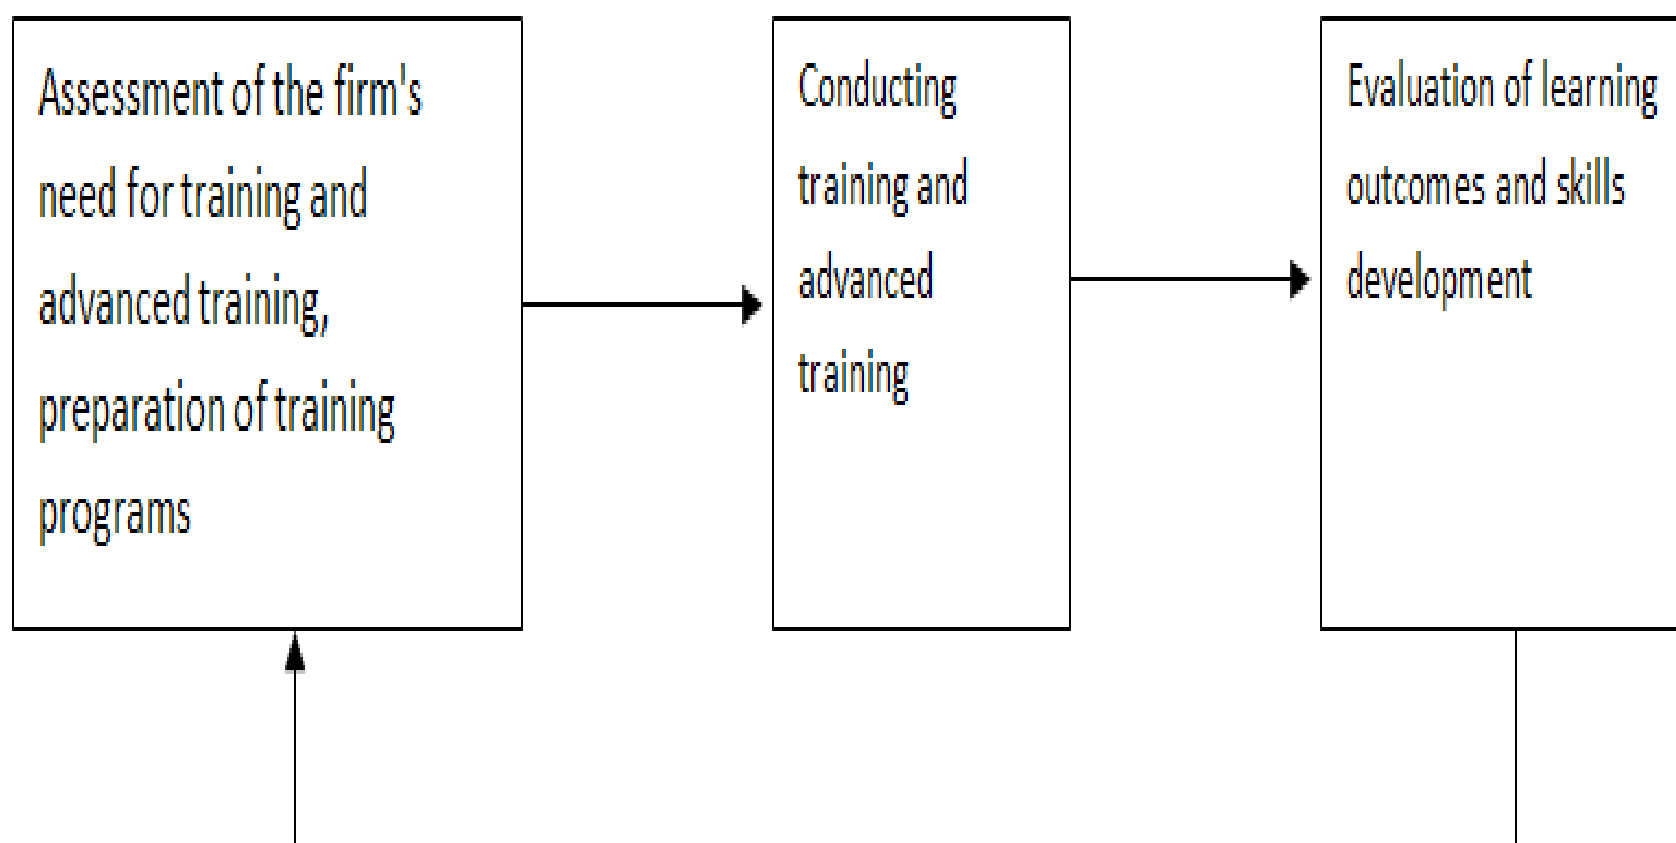 Assessment of the firm's
need for training and
advanced training,
preparation of training
programs
Conducting
training and
advanced
training
Evaluation of learning
outcomes and skills
development